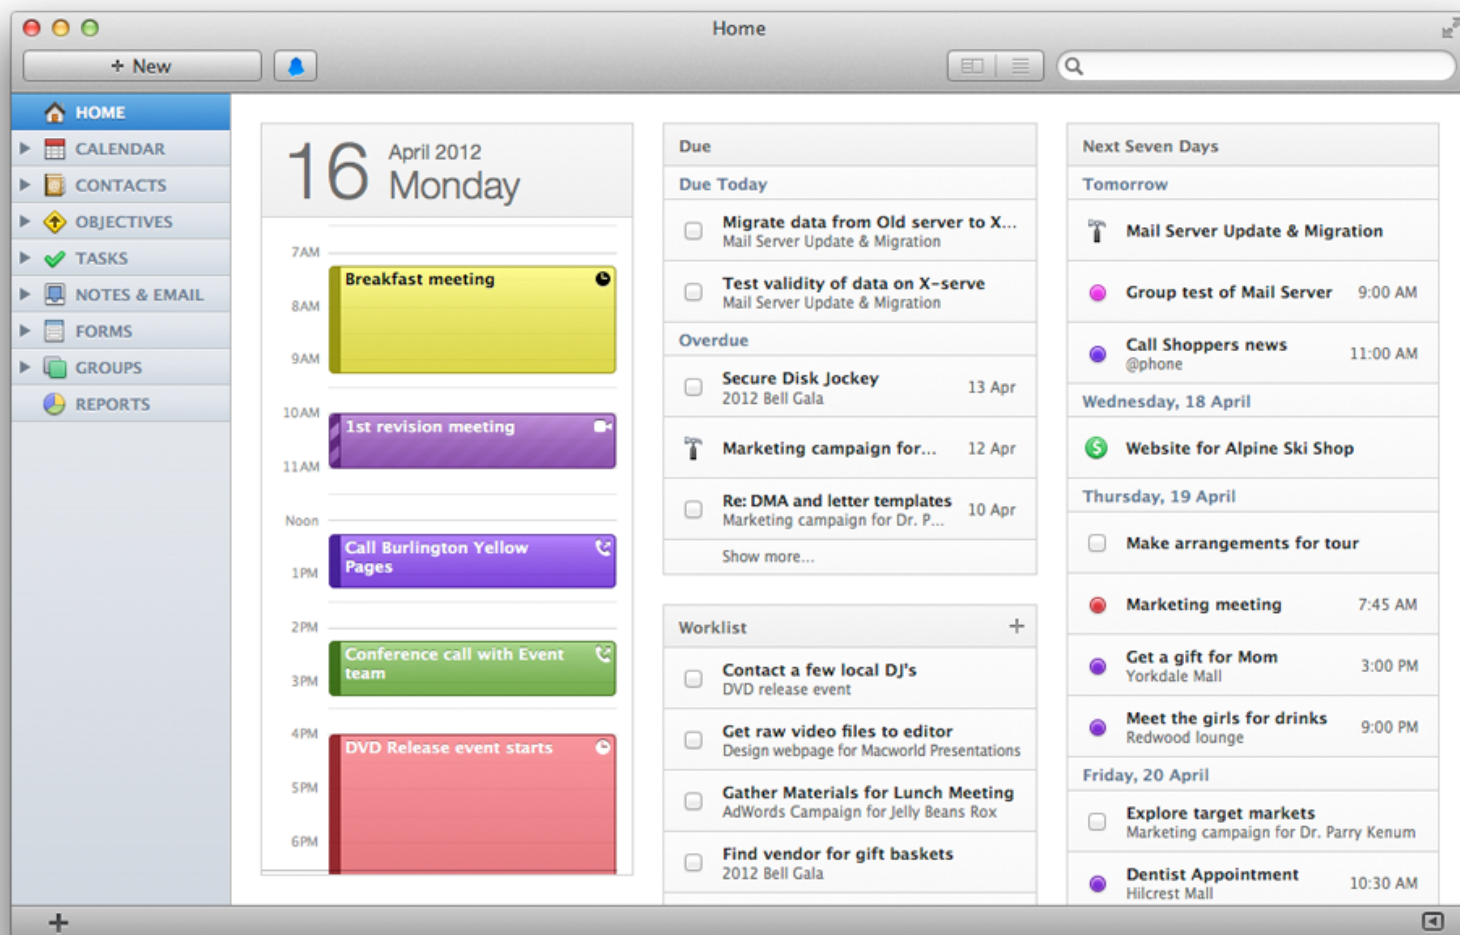 Home
+ New
HOME
CALENDAR
CONTACTS
OBJECTIVES
TASKS
NOTES & EMAIL
FORMS
GROUPS
REPORTS
16
April 2012
Monday
7AM
Breakfast meeting
8AM
9AM
10AM
1st revision meeting
11AM
Noon
Call Burlington Yellow
Pages
1PM
2PM
Conference call with Event
team
3PM
4PM
DVD Release event starts
5PM
6PM
Due
Due Today
Migrate data from Old server to X...
Mail Server Update & Migration
Test validity of data on X-serve
Mail Server Update & Migration
Overdue
Secure Disk Jockey
2012 Bell Gala
13 Apr
Marketing campaign for...
12 Apr
Re: DMA and letter templates
Marketing campaign for Dr. P...
10 Apr
Show more...
Worklist
Contact a few local DJ's
DVD release event
Get raw video files to editor
Design webpage for Macworld Presentations
Gather Materials for Lunch Meeting
AdWords Campaign for Jelly Beans Rox
Find vendor for gift baskets
2012 Bell Gala
Next Seven Days
Tomorrow
Mail Server Update & Migration
Group test of Mail Server 9:00 AM
Call Shoppers news
@phone
11:00 AM
Wednesday, 18 April
Website for Alpine Ski Shop
Thursday, 19 April
Make arrangements for tour
Marketing meeting 7:45 AM
Get a gift for Mom
Yorkdale Mall
3:00 PM
Meet the girls for drinks
Redwood lounge
9:00 PM
Friday, 20 April
Explore target markets
Marketing campaign for Dr. Parry Kenum
Dentist Appointment
Hilcrest Mall
10:30 AM